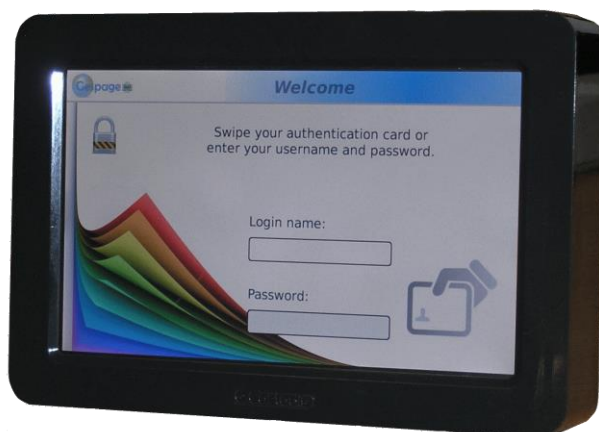 Welcome
Swipe your authentication card or
enter your username and password.
Login name:
Password: